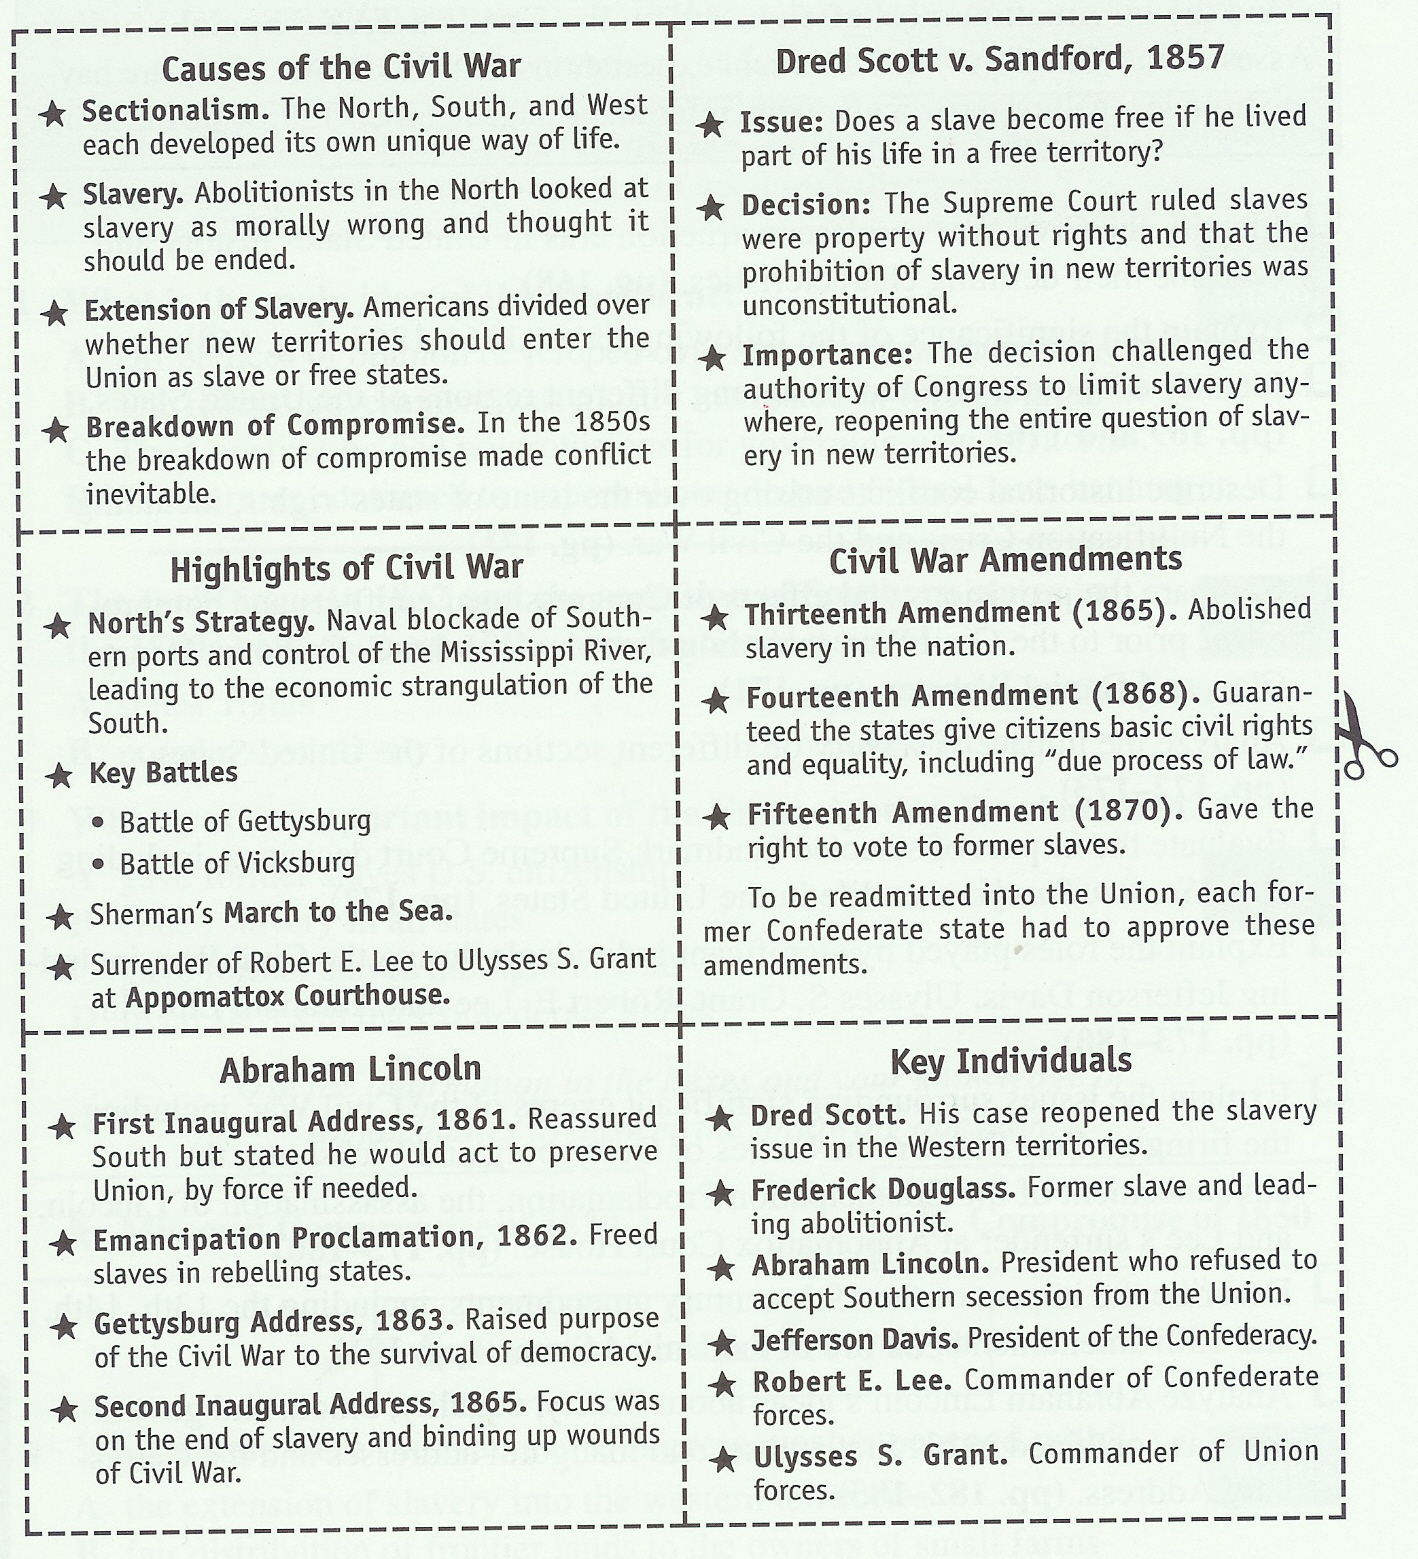 Causes of the Civil War
★ Sectionalism. The North, South, and West
each developed its own unique way of life.
★ Slavery. Abolitionists in the North looked at
slavery as morally wrong and thought it
should be ended.
★ Extension of Slavery. Americans divided over
whether new territories should enter the
Union as slave or free states.
★ Breakdown of Compromise. In the 1850s
the breakdown of compromise made conflict
inevitable.
Dred Scott v. Sandford, 1857
★ Issue: Does a slave become free if he lived
part of his life in a free territory?
★ Decision: The Supreme Court ruled slaves
were property without rights and that the
prohibition of slavery in new territories was
unconstitutional.
★ Importance: The decision challenged the
authority of Congress to limit slavery any-
where, reopening the entire question of slav-
ery in new territories.
Highlights of Civil War
★ North's Strategy. Naval blockade of South-
ern ports and control of the Mississippi River,
leading to the economic strangulation of the
South.
★ Key Battles
• Battle of Gettysburg
• Battle of Vicksburg
★ Sherman's March to the Sea.
★ Surrender of Robert E. Lee to Ulysses S. Grant
at Appomattox Courthouse.
Civil War Amendments
★ Thirteenth Amendment (1865). Abolished
slavery in the nation.
★ Fourteenth Amendment (1868). Guaran-
teed the states give citizens basic civil rights
and equality, including "due process of law."
★ Fifteenth Amendment (1870). Gave the
right to vote to former slaves.
To be readmitted into the Union, each for-
mer Confederate state had to approve these
amendments.
Abraham Lincoln
★ First Inaugural Address, 1861. Reassured
South but stated he would act to preserve
Union, by force if needed.
★ Emancipation Proclamation, 1862. Freed
slaves in rebelling states.
★ Gettysburg Address, 1863. Raised purpose
of the Civil War to the survival of democracy.
★ Second Inaugural Address, 1865. Focus was
on the end of slavery and binding up wounds
of Civil War.
Key Individuals
★ Dred Scott. His case reopened the slavery
issue in the Western territories.
★ Frederick Douglass. Former slave and lead-
ing abolitionist.
★ Abraham Lincoln. President who refused to
accept Southern secession from the Union.
★ Jefferson Davis. President of the Confederacy.
★ Robert E. Lee. Commander of Confederate
forces.
★ Ulysses S. Grant. Commander of Union
forces.